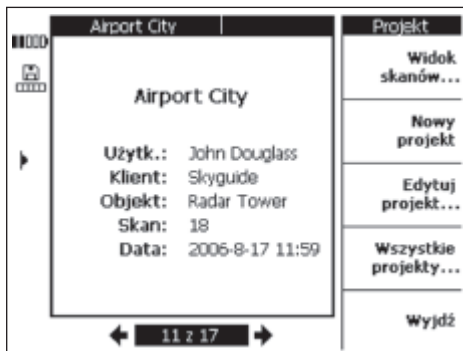 Airport City
Projekt
Airport City
Użytk.: John Douglass
Klient: Skyguide
Objekt: Radar Tower
Skan: 18
Data: 2006-8-17 11:59
11 z 17
Widok
skanów...
Nowy
projekt
Edytuj
projekt...
Wszystkie
projekty...
Wyjdź